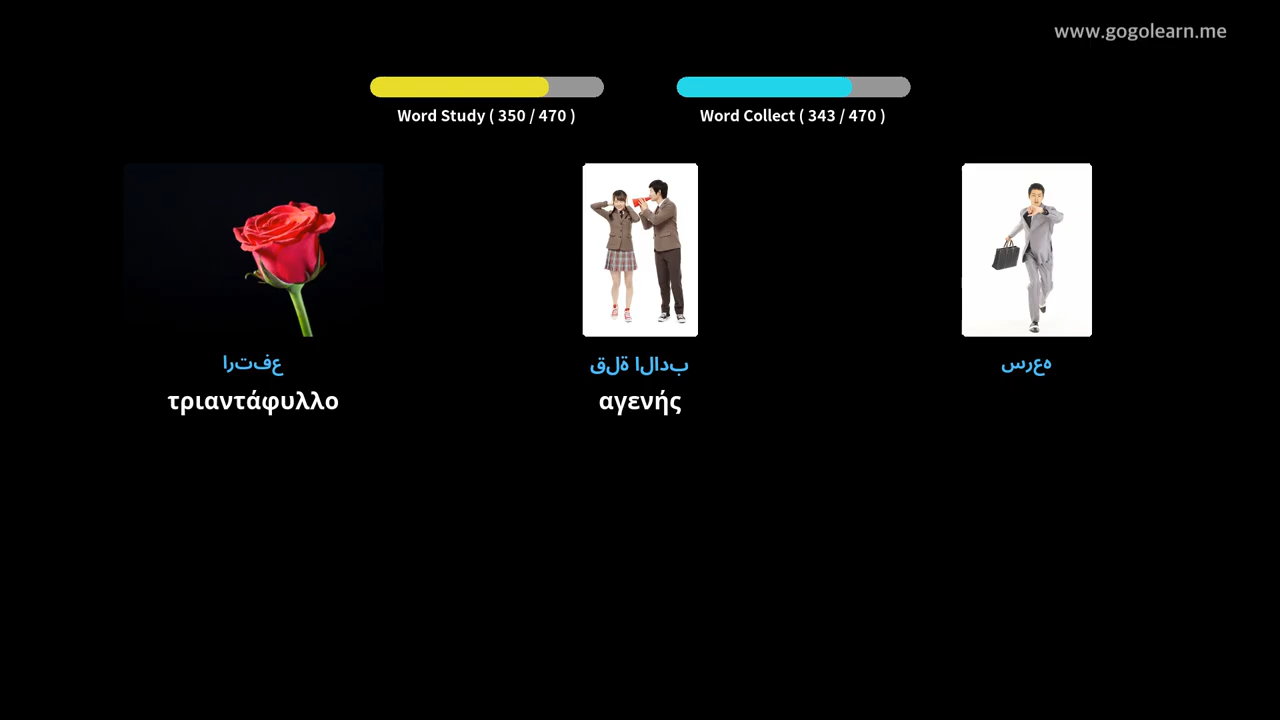 www.gogolearn.me
Word Study ( 350 / 470 )
Word Collect ( 343 / 470 )
ارتفع
قلة الادب
سرعه
τριαντάφυλλο
αγενής